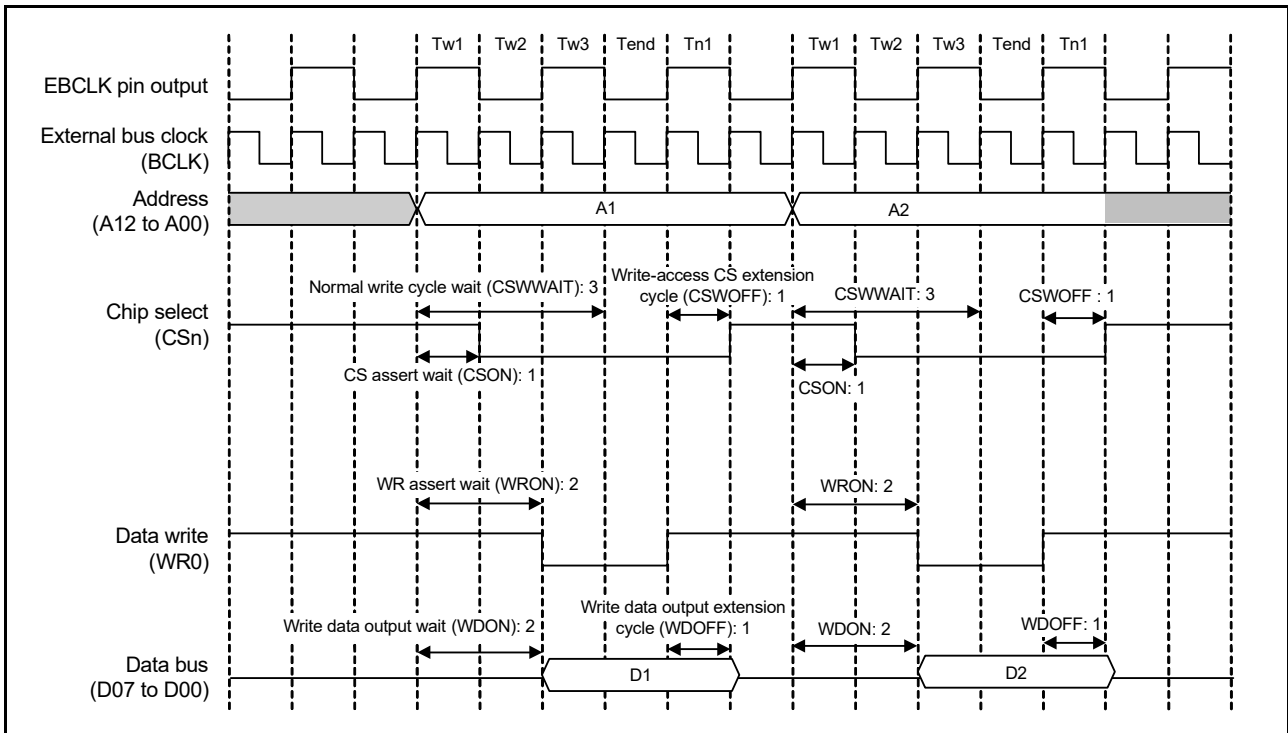 Tw1 Tw2 Tw3 Tend Tn1 Tw1 Tw2 Tw3 Tend Tn1
EBCLK pin output
External bus clock
(BCLK)
Address
(A12 to A00)
A1 A2
Normal write cycle wait (CSWWAIT): 3
Write-access CS extension
cycle (CSWOFF): 1
CSWWAIT: 3
CSWOFF : 1
Chip select
(CSn)
CS assert wait (CSON): 1
CSON: 1
WR assert wait (WRON): 2
WRON: 2
Data write
(WR0)
Write data output wait (WDON): 2
Write data output extension
cycle (WDOFF): 1
WDON: 2
WDOFF: 1
Data bus
(D07 to D00)
D1 D2